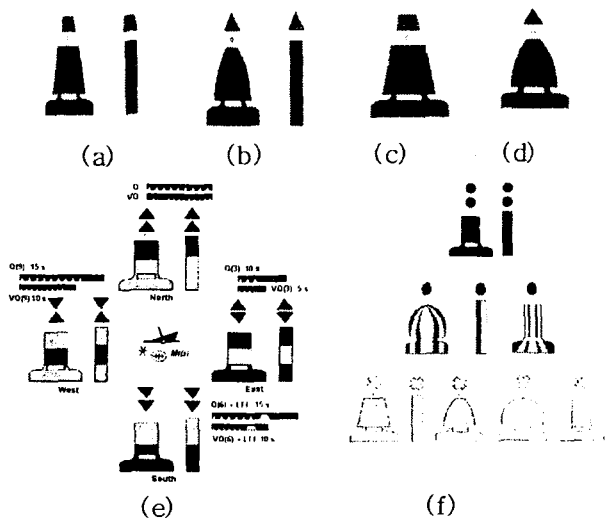 (a) (b) (c) (d)
Q
VQ
North
Q(9) 15 s
VQ(9) 10 s
West
Q(3) 10 s
VQ(3) 5 s
East
Q(6) + LFl 15 s
VQ(6) + LFl 10 s
South
(e) (f)